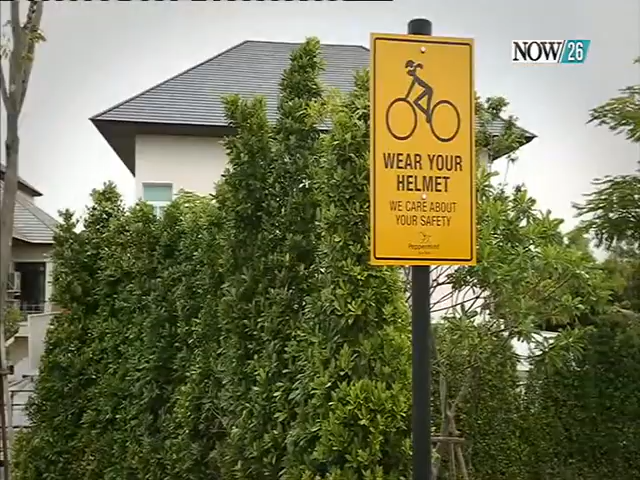 NOW 26
WEAR YOUR
HELMET
WE CARE ABOUT
YOUR SAFETY
Peppermint